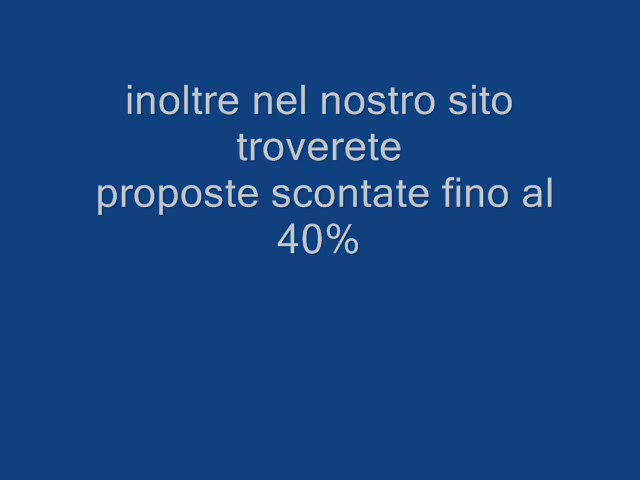 inoltre nel nostro sito
troverete
proposte scontate fino al
40%